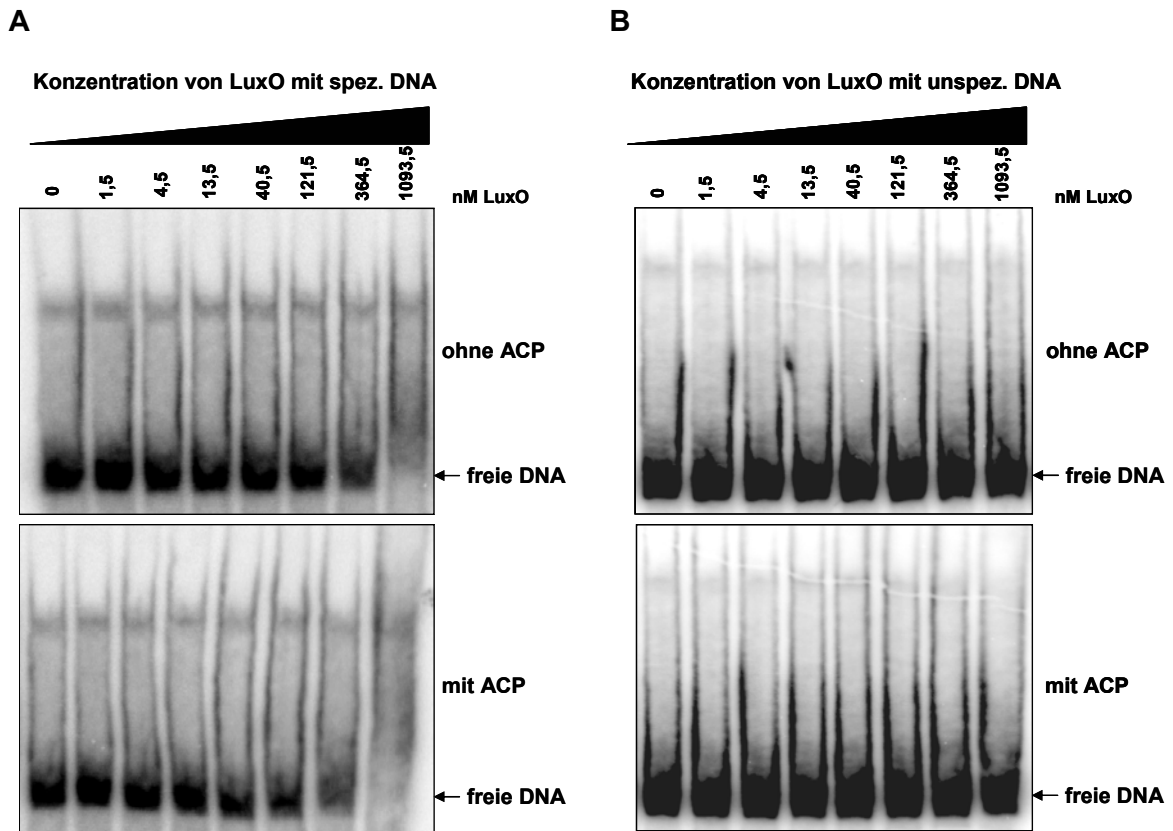 A
Konzentration von LuxO mit spez. DNA
0 1,5 4,5 13,5 40,5 121,5 364,5 1093,5 nM LuxO
ohne ACP
freie DNA
mit ACP
freie DNA
B
Konzentration von LuxO mit unspez. DNA
0 1,5 4,5 13,5 40,5 121,5 364,5 1093,5 nM LuxO
ohne ACP
freie DNA
mit ACP
freie DNA